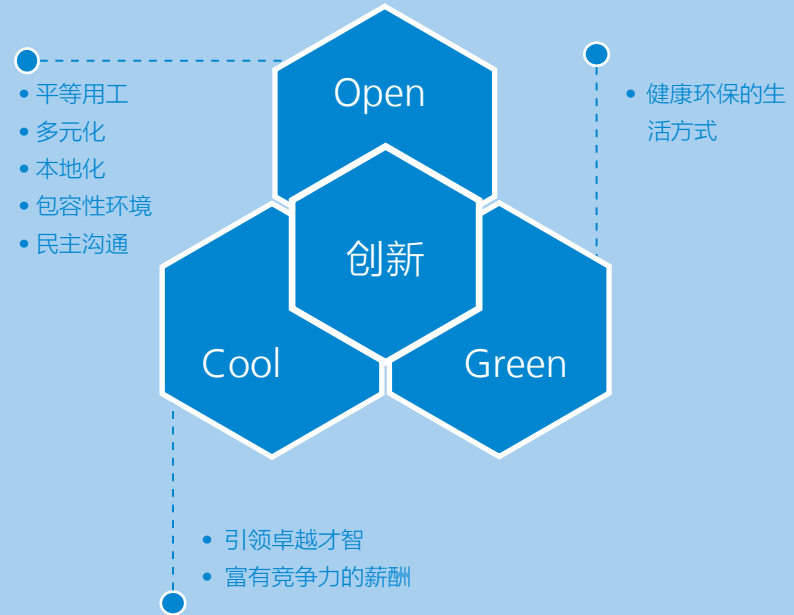 Open
平等用工
多元化
本地化
包容性环境
民主沟通
健康环保的生
活方式
创新
Cool
Green
引领卓越才智
富有竞争力的薪酬